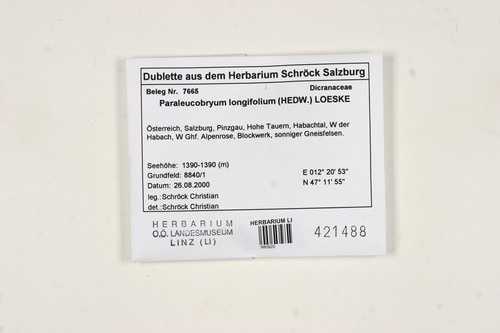 Dublette aus dem Herbarium Schröck Salzburg
Beleg Nr. 7665 Dicranaceae
Paraleucobryum longifolium (HEDW.) LOESKE
Österreich, Salzburg, Pinzgau, Hohe Tauern, Habachtal, W der
Habach, W Ghf. Alpenrose, Blockwerk, sonniger Gneisfelsen.
Seehöhe: 1390-1390 (m)
Grundfeld: 8840/1 E 012° 20' 53"
Datum: 26.08.2000 N 47° 11' 55"
leg.:Schröck Christian
det.:Schröck Christian
HERBARIUM
O.Ö. LANDESMUSEUM
LINZ (LI)
HERBARIUM LI
421488